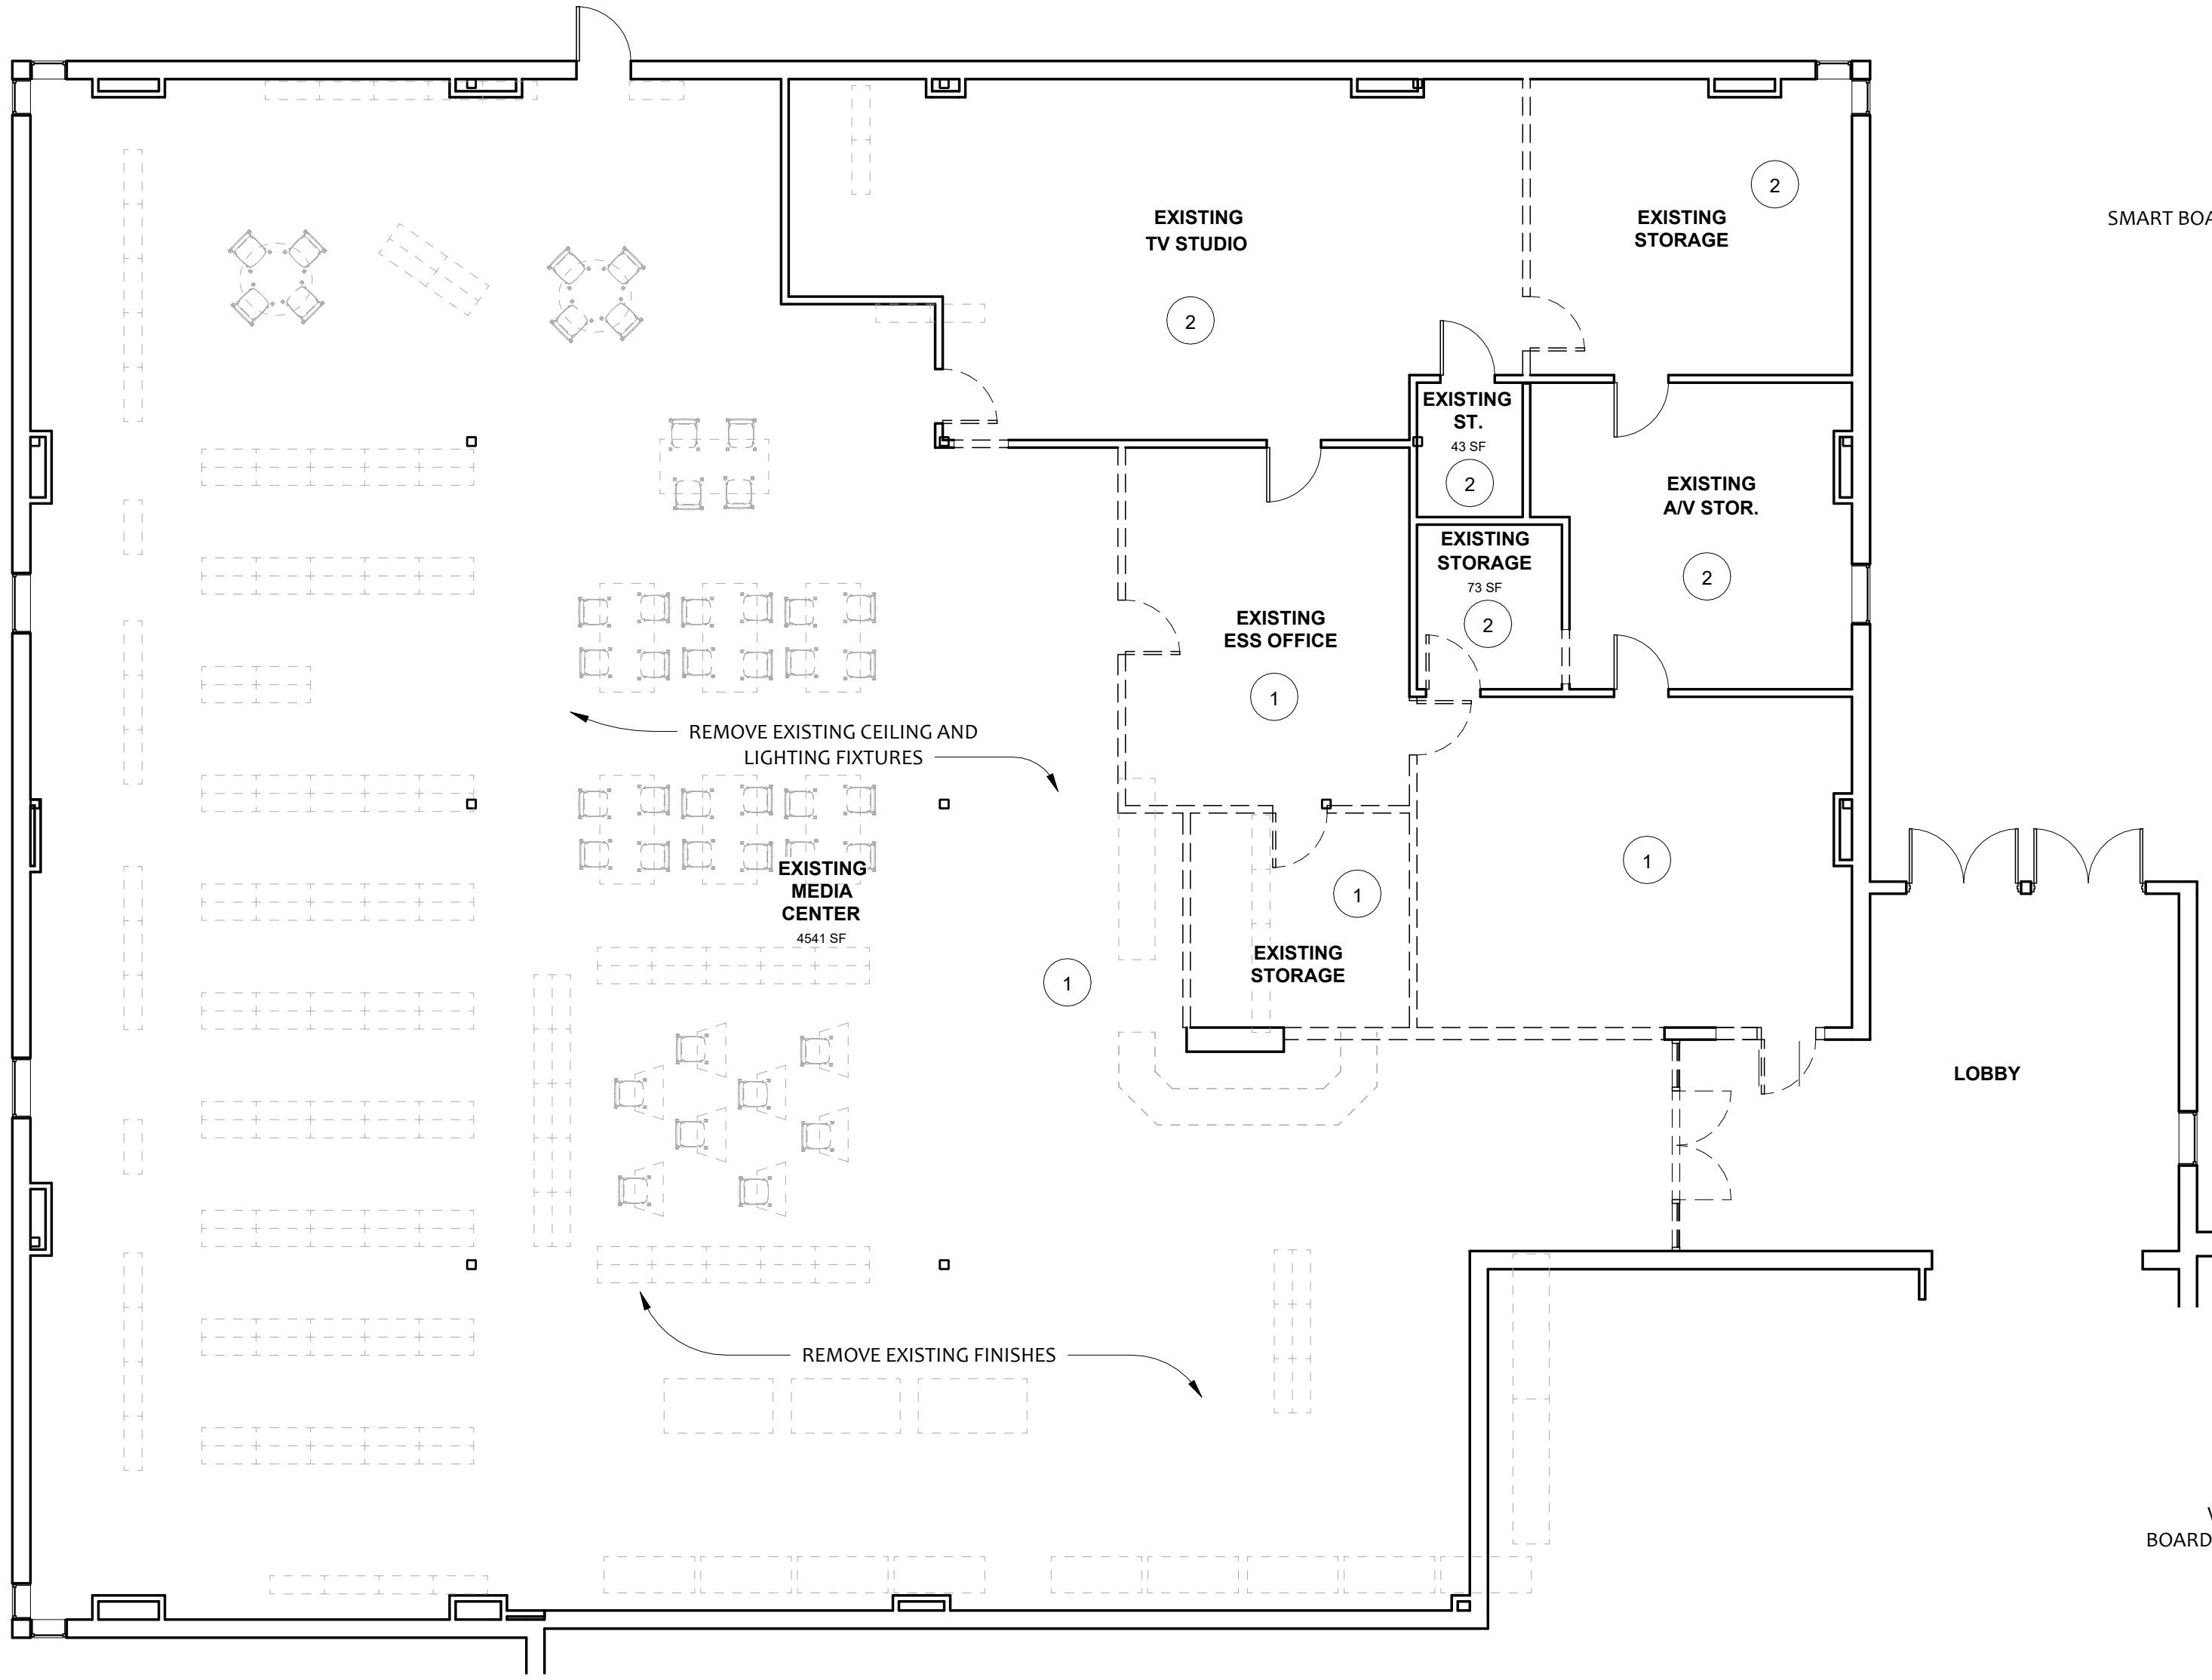 EXISTING
TV STUDIO
2
EXISTING
STORAGE
2
SMART BOA
EXISTING
ST.
43 SF
2
EXISTING
A/V STOR.
2
EXISTING
STORAGE
73 SF
2
EXISTING
ESS OFFICE
1
REMOVE EXISTING CEILING AND
LIGHTING FIXTURES
EXISTING
MEDIA
CENTER
4541 SF
1
1
EXISTING
STORAGE
1
LOBBY
REMOVE EXISTING FINISHES
BOARD